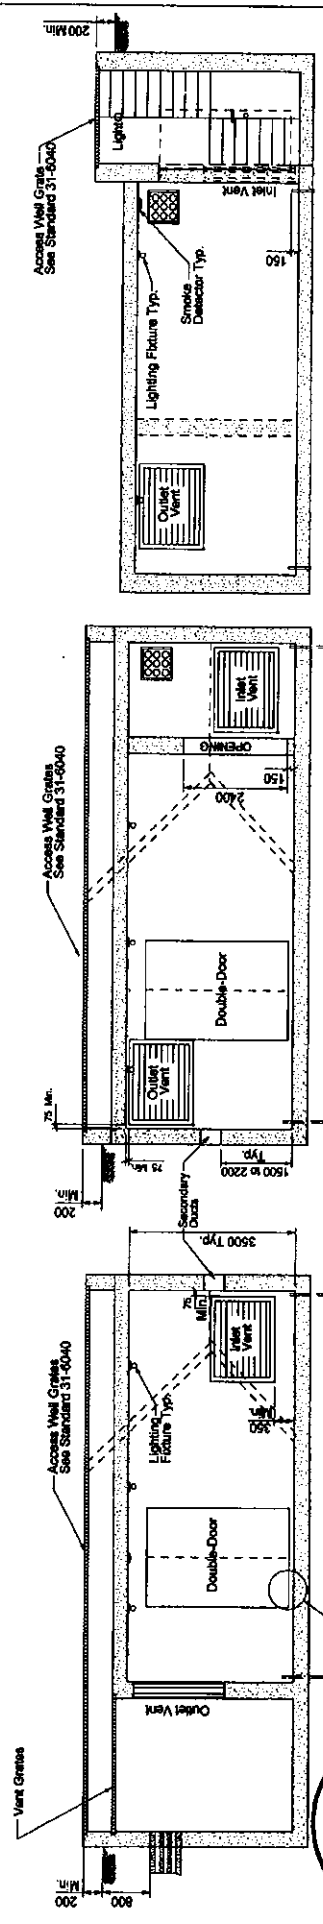 Vent Grates
Access Well Grates
See Standard 31-6040
200
Min.
800
Outlet Vent
Double-Door
Lighting
Fixture Typ.
75
Min.
Inlet
Vent
350
Min.
3500 Typ.
Secondary
Ducts
Access Well Grates
See Standard 31-6040
200
Min.
75 Min.
75 Min.
1500 to 2200
Typ.
Outlet
Vent
Double-Door
2400
150
OPENING
Inlet
Vent
Access Well Grate
See Standard 31-6040
200 Min.
Outlet
Vent
Lighting Fixture Typ.
Smoke
Detector Typ.
Light
Inlet Vent
150